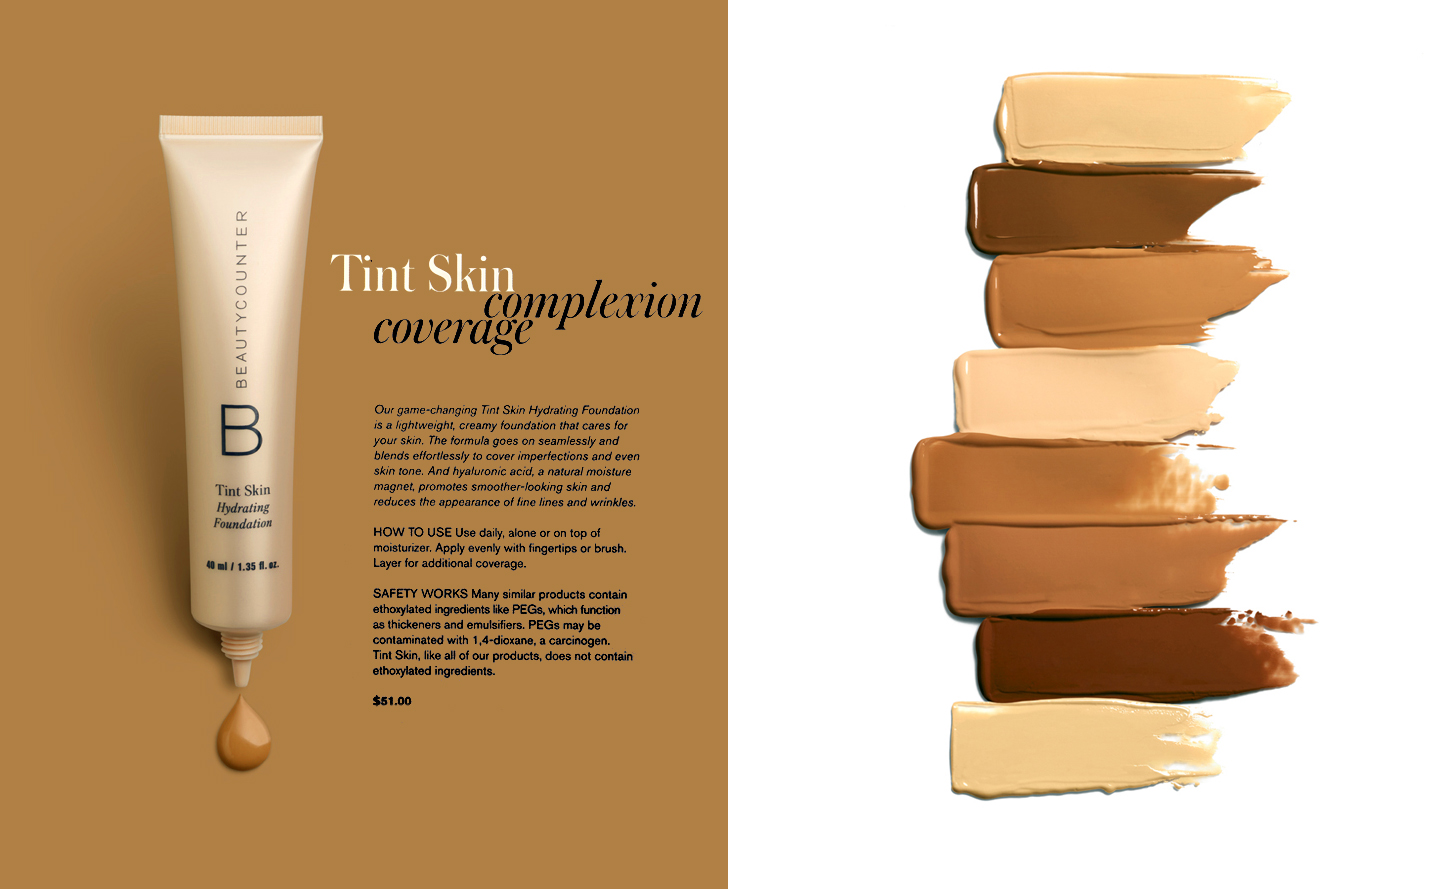 BEAUTYCOUNTER
B
Tint Skin
Hydrating
Foundation
40 ml / 1.35 fl. oz.
Tint Skin
complexion
coverage
Our game-changing Tint Skin Hydrating Foundation
is a lightweight, creamy foundation that cares for
your skin. The formula goes on seamlessly and
blends effortlessly to cover imperfections and even
skin tone. And hyaluronic acid, a natural moisture
magnet, promotes smoother-looking skin and
reduces the appearance of fine lines and wrinkles.
HOW TO USE Use daily, alone or on top of
moisturizer. Apply evenly with fingertips or brush.
Layer for additional coverage.
SAFETY WORKS Many similar products contain
ethoxylated ingredients like PEGs, which function
as thickeners and emulsifiers. PEGs may be
contaminated with 1,4-dioxane, a carcinogen.
Tint Skin, like all of our products, does not contain
ethoxylated ingredients.
$51.00